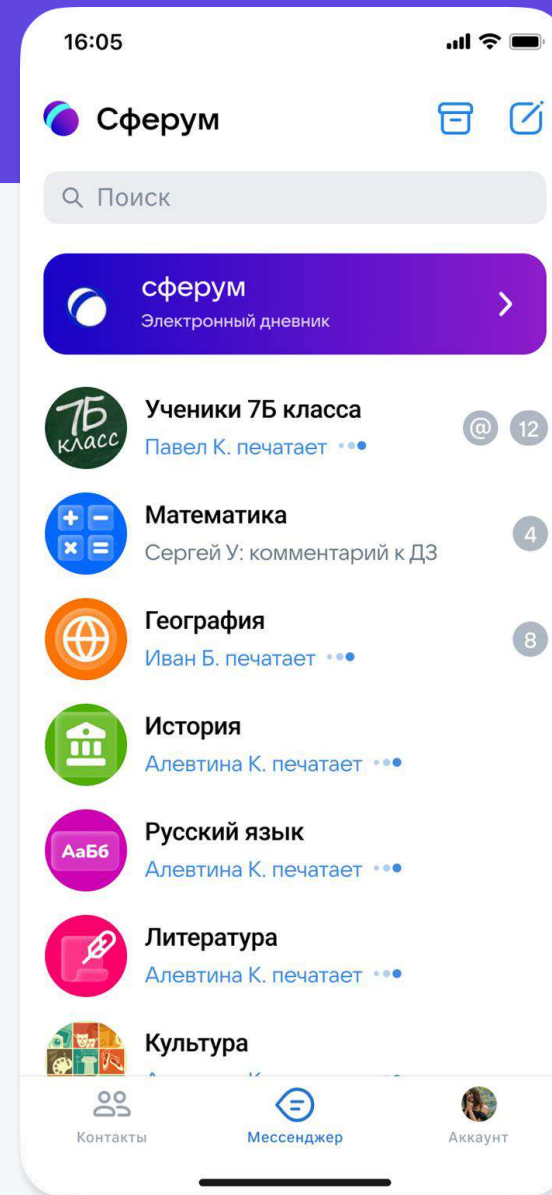 16:05
Сферум
Поиск
сферум
Электронный дневник
7Б
класс
Ученики 7Б класса
Павел К. печатает
@ 12
Математика
Сергей У: комментарий к ДЗ
4
География
Иван Б. печатает
8
История
Алевтина К. печатает
АаБб
Русский язык
Алевтина К. печатает
Литература
Алевтина К. печатает
Культура
Контакты
Мессенджер
Аккаунт